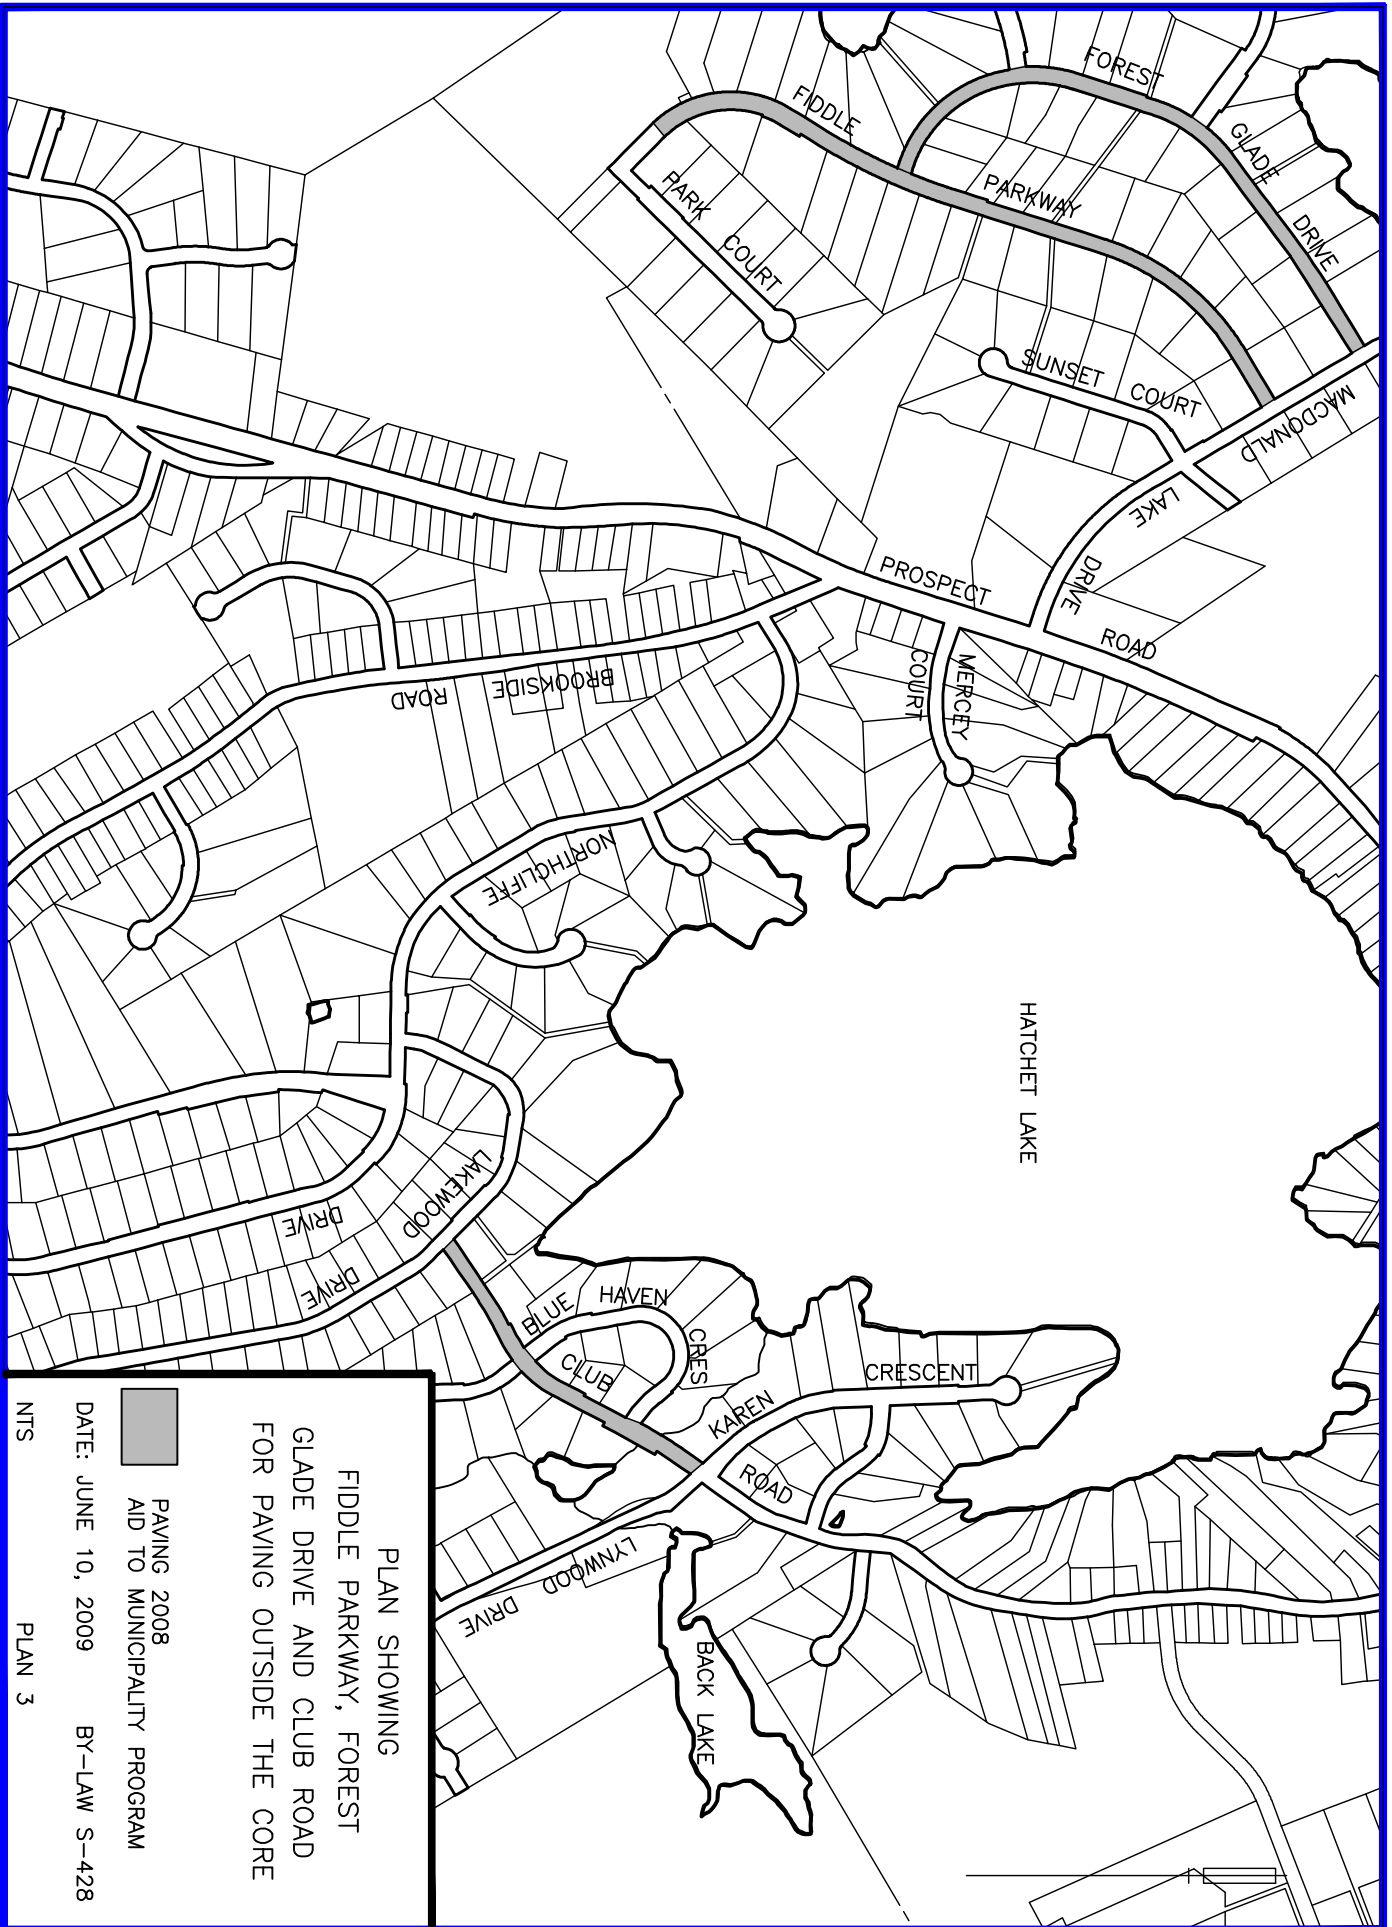 FOREST
GLADE
DRIVE
FIDDLE
PARKWAY
PARK
COURT
SUNSET COURT
MACDONALD
LAKE
DRIVE
PROSPECT
ROAD
MERCEY
COURT
BROOKSIDE
ROAD
NORTHCLIFFE
DRIVE
HATCHET LAKE
LAKEWOOD
DRIVE
BLUE
HAVEN
CRES
CLUB
ROAD
KAREN
CRESCENT
LYNWOOD
DRIVE
BACK LAKE
PLAN SHOWING
FIDDLE PARKWAY, FOREST
GLADE DRIVE AND CLUB ROAD
FOR PAVING OUTSIDE THE CORE
PAVING 2008
AID TO MUNICIPALITY PROGRAM
DATE: JUNE 10, 2009 BY-LAW S-428
NTS PLAN 3